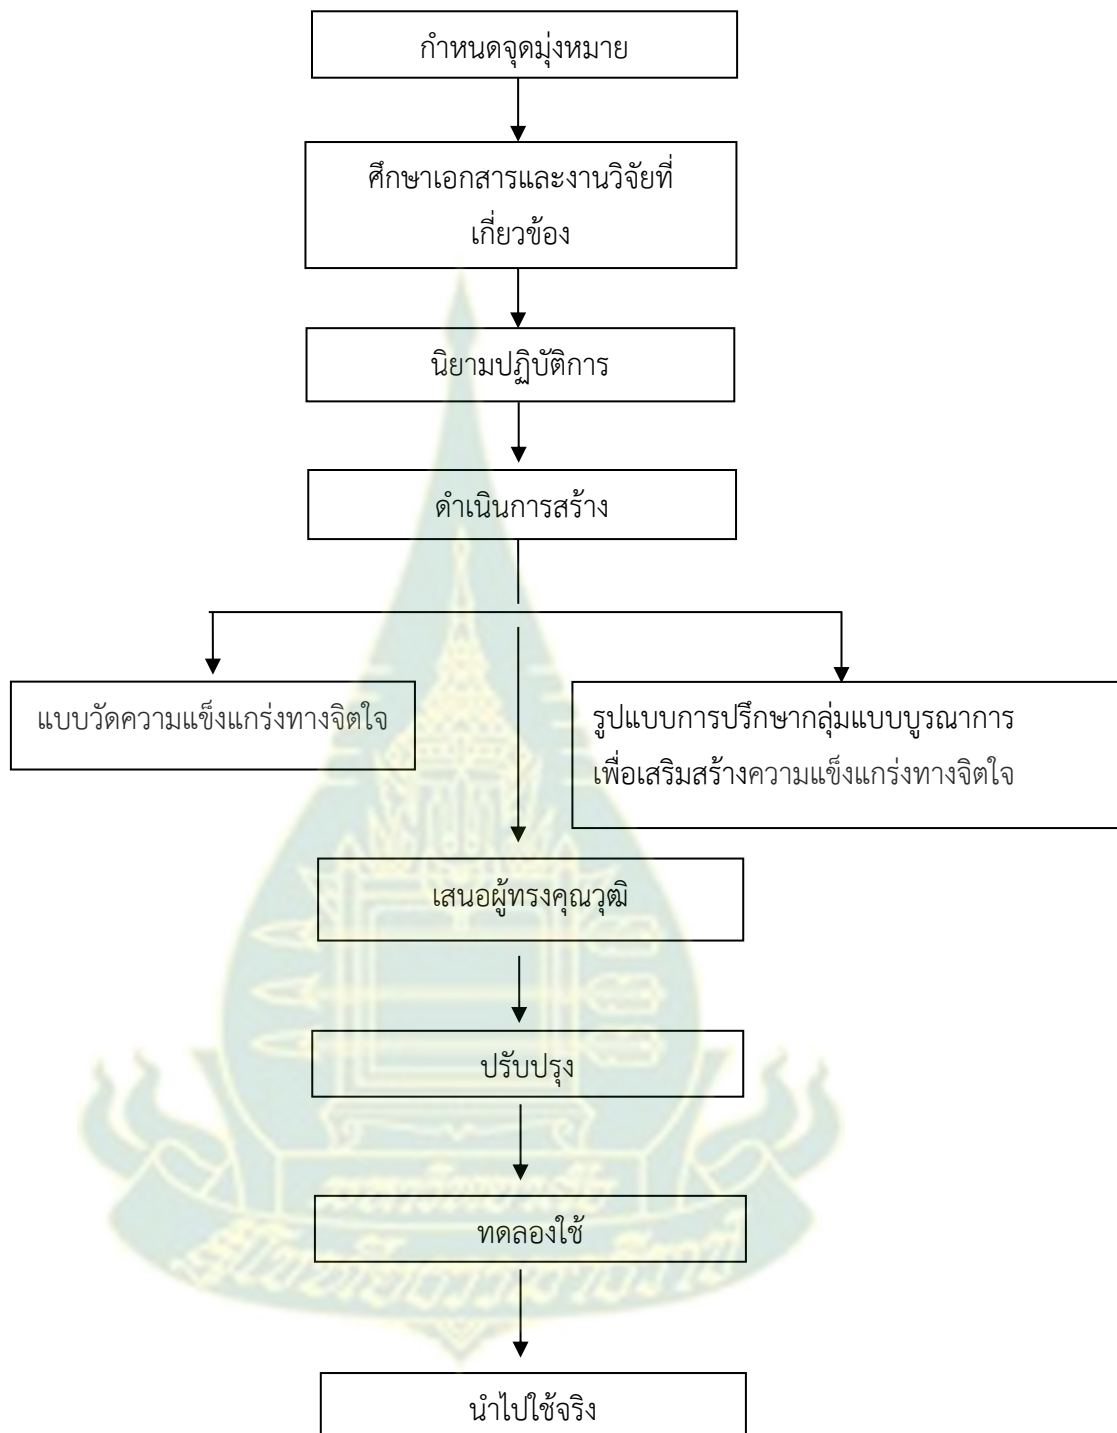 กำหนดจุดมุ่งหมาย
ศึกษาเอกสารและงานวิจัยที่
เกี่ยวข้อง
นิยามปฏิบัติการ
ดำเนินการสร้าง
แบบวัดความแข็งแกร่งทางจิตใจ
รูปแบบการปรึกษากลุ่มแบบบูรณาการ
เพื่อเสริมสร้างความแข็งแกร่งทางจิตใจ
เสนอผู้ทรงคุณวุฒิ
ปรับปรุง
ทดลองใช้
นำไปใช้จริง